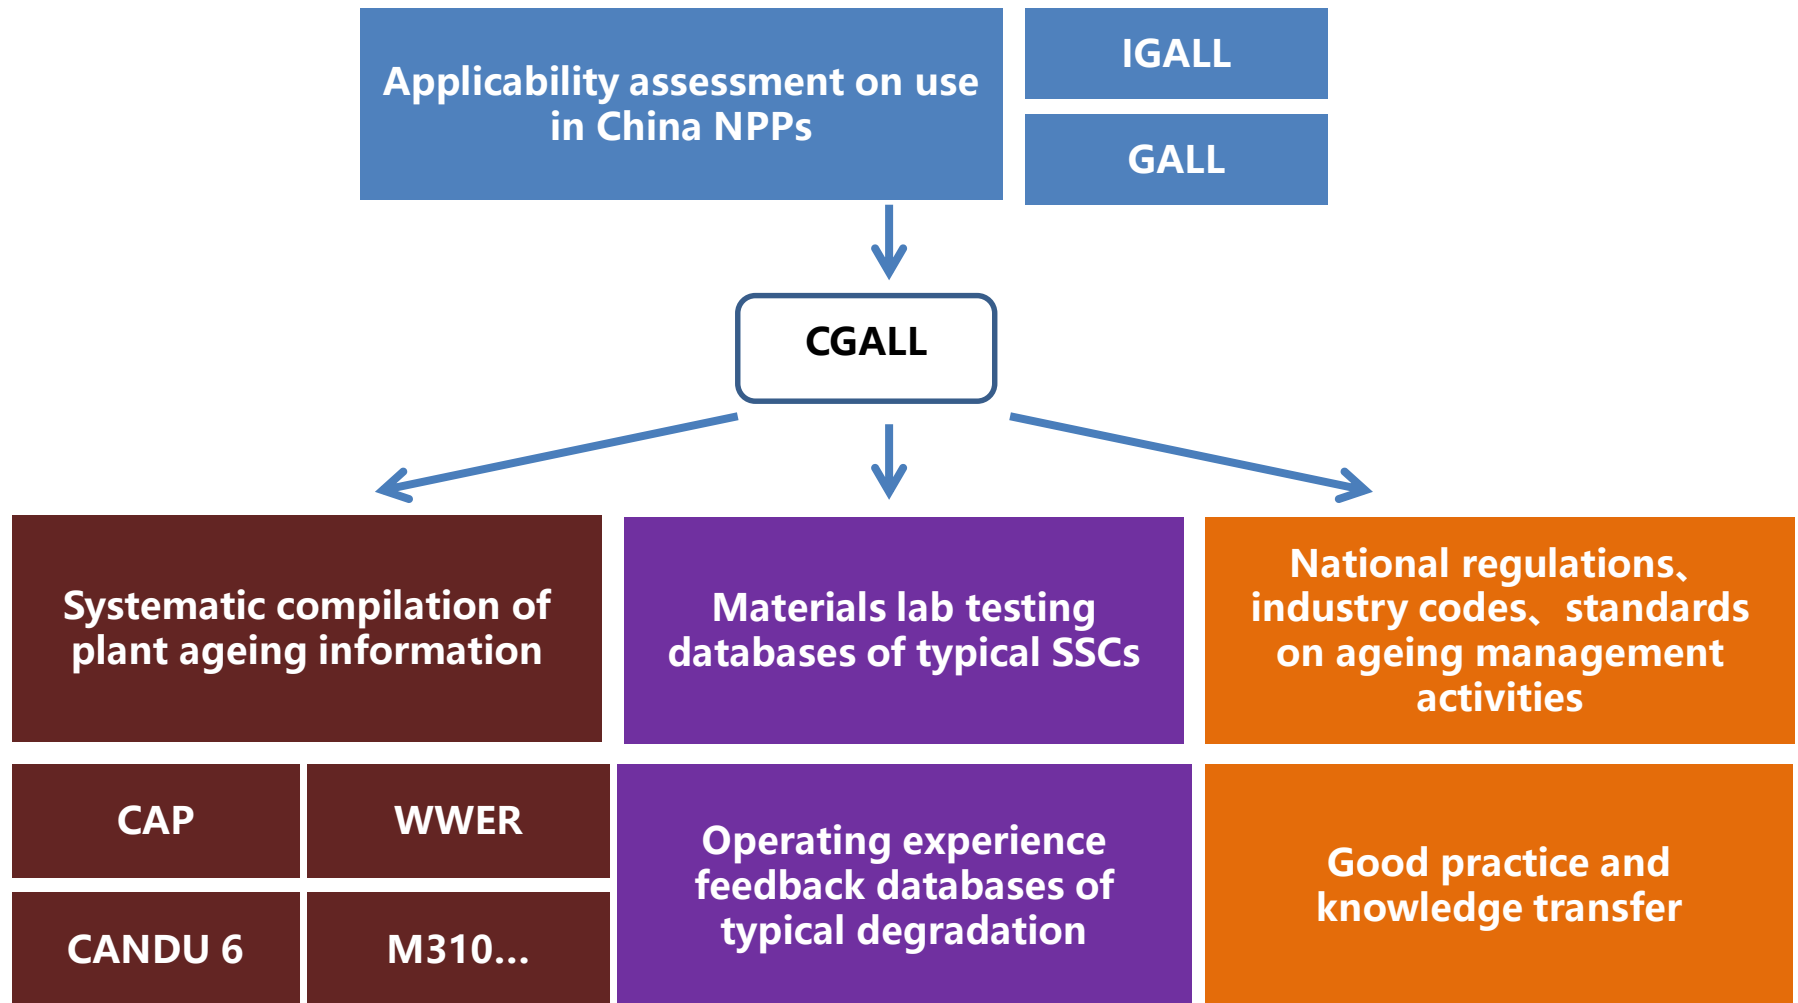 Applicability assessment on use
in China NPPs
IGALL
GALL
CGALL
Systematic compilation of
plant ageing information
Materials lab testing
databases of typical SSCs
National regulations、
industry codes、standards
on ageing management
activities
CAP
WWER
CANDU 6
M310...
Operating experience
feedback databases of
typical degradation
Good practice and
knowledge transfer